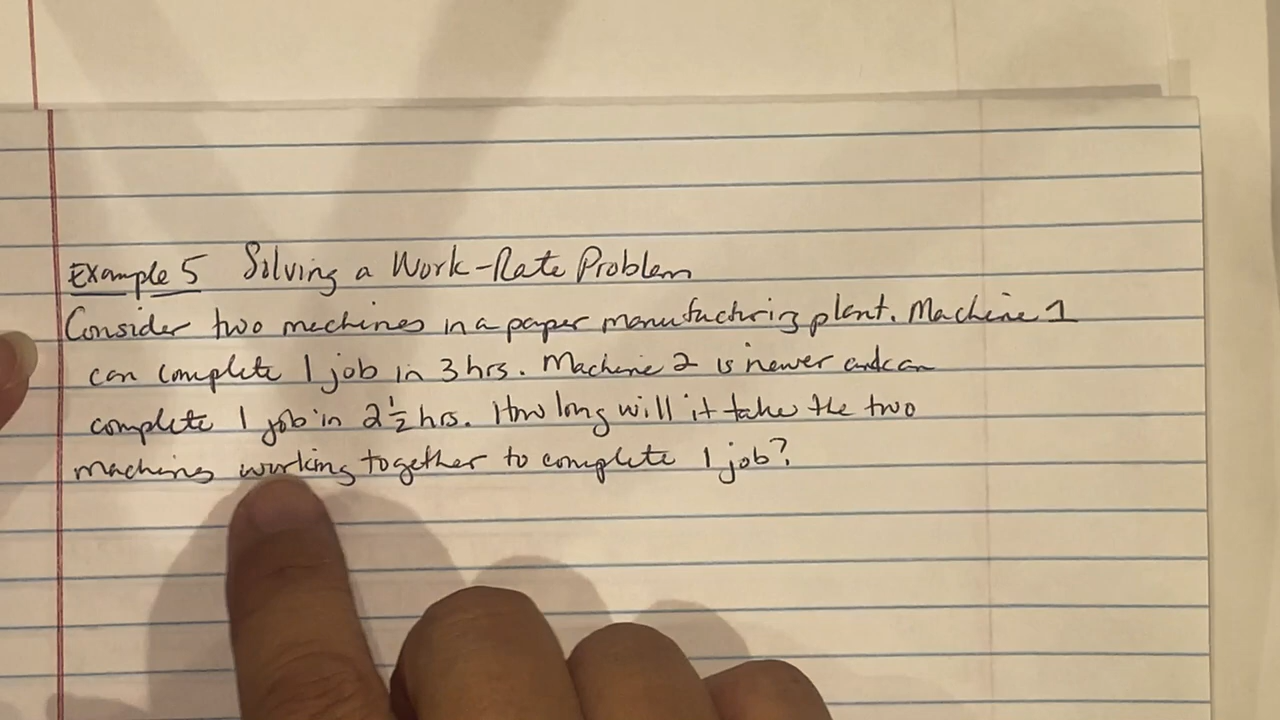 Example 5 Solving a Work-Rate Problem
Consider two machines in a paper manufacturing plant. Machine 1
can complete 1 job in 3 hrs. Machine 2 is newer and can
complete 1 job in 2 1/2 hrs. How long will it take the two
machines working together to complete 1 job?